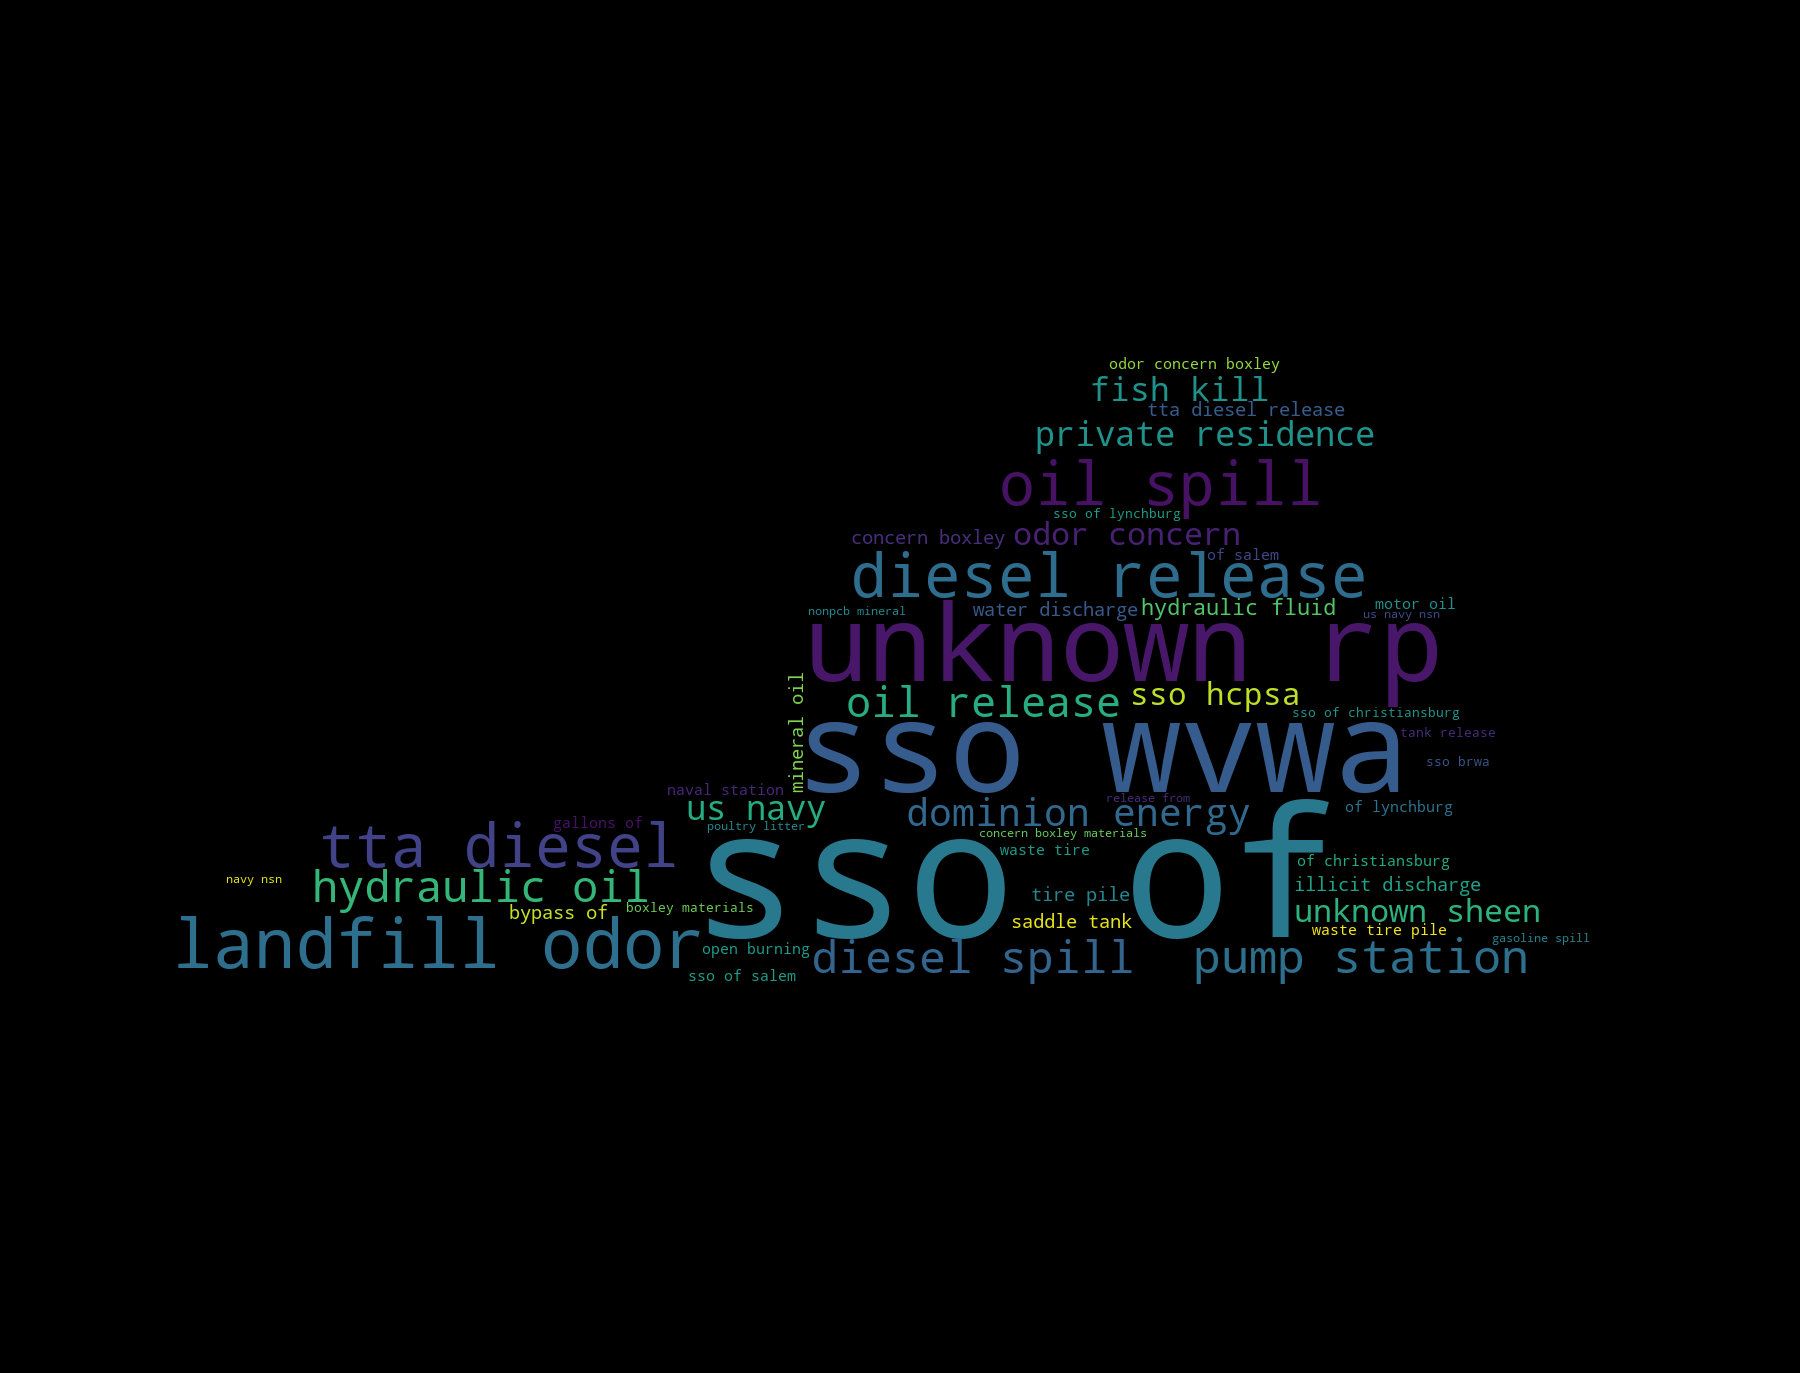 odor concern boxley
fish kill
tta diesel release
private residence
oil spill
sso of lynchburg
concern boxley
odor concern
of salem
diesel release
nonpcb mineral
water discharge
hydraulic fluid
motor oil
us navy nsn
unknown rp
mineral oil
oil release
sso hcpsa
sso of christiansburg
tank release
sso wvwa
sso brwa
naval station
us navy
release from
dominion energy
of lynchburg
gallons of
poultry litter
concern boxley materials
tta diesel
waste tire
sso of
of christiansburg
navy nsn
hydraulic oil
tire pile
illicit discharge
bypass of
boxley materials
saddle tank
unknown sheen
waste tire pile
landfill odor
open burning
diesel spill
pump station
gasoline spill
sso of salem